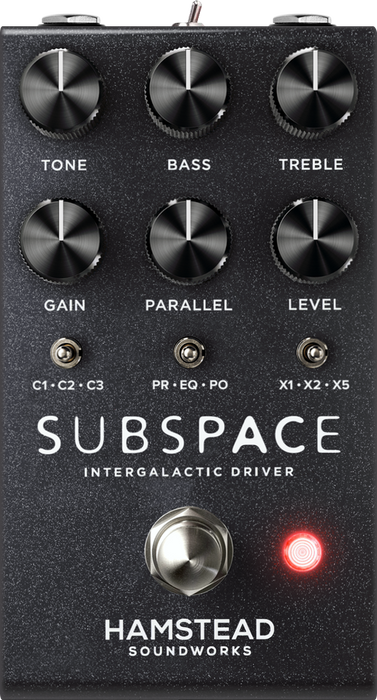 TONE BASS TREBLE
GAIN PARALLEL LEVEL
C1•C2•C3 PR•EQ•PO X1•X2•X5
SUBSPACE
INTERGALACTIC DRIVER
HAMSTEAD
SOUNDWORKS